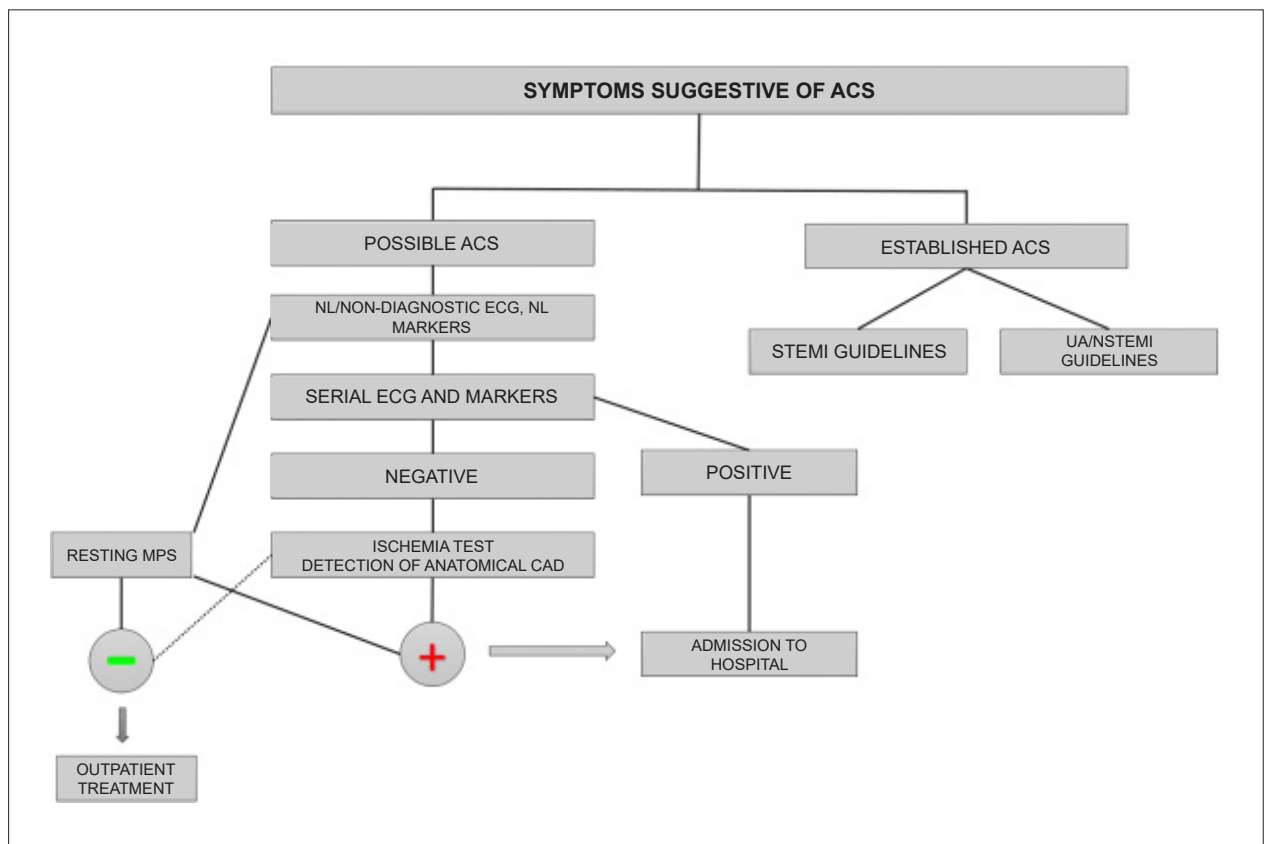 SYMPTOMS SUGGESTIVE OF ACS
POSSIBLE ACS
ESTABLISHED ACS
NL/NON-DIAGNOSTIC ECG, NL
MARKERS
STEMI GUIDELINES
UA/NSTEMI
GUIDELINES
SERIAL ECG AND MARKERS
NEGATIVE
POSITIVE
RESTING MPS
ISCHEMIA TEST
DETECTION OF ANATOMICAL CAD
−
+
ADMISSION TO
HOSPITAL
OUTPATIENT
TREATMENT